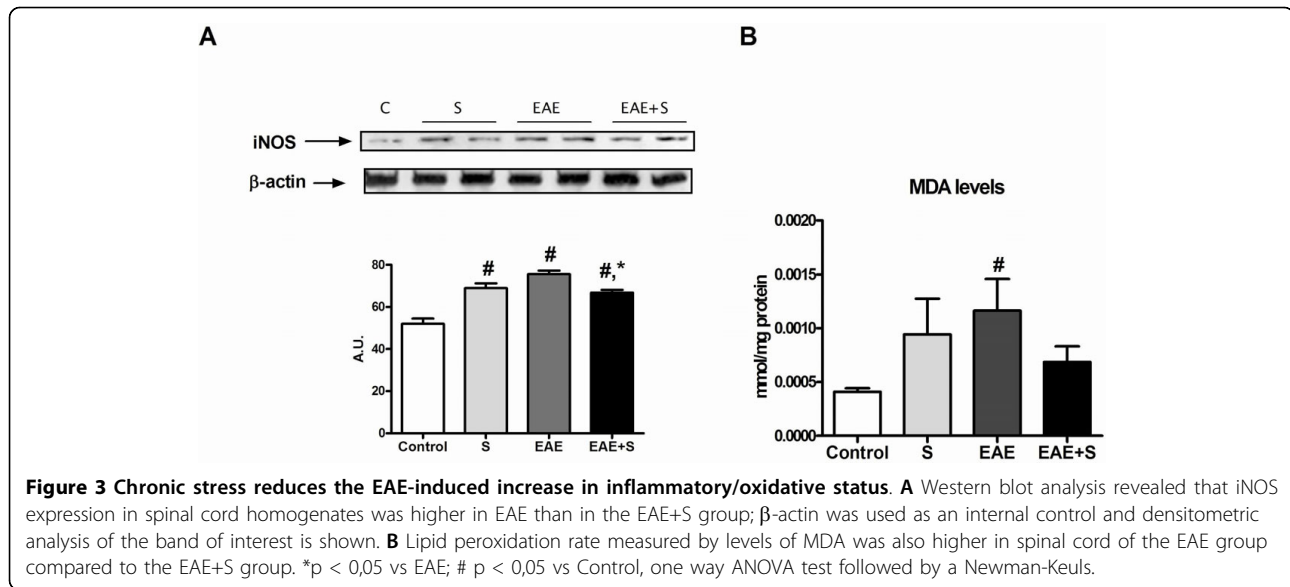 A
B
C S EAE EAE+S
iNOS
β-actin
80
60
40
20
0
A.U.
#
#
#,*
Control S EAE EAE+S
MDA levels
0.0020
0.0015
0.0010
0.0005
0.0000
mmol/mg protein
#
Control S EAE EAE+S
Figure 3 Chronic stress reduces the EAE-induced increase in inflammatory/oxidative status. A Western blot analysis revealed that iNOS
expression in spinal cord homogenates was higher in EAE than in the EAE+S group; β-actin was used as an internal control and densitometric
analysis of the band of interest is shown. B Lipid peroxidation rate measured by levels of MDA was also higher in spinal cord of the EAE group
compared to the EAE+S group. *p < 0,05 vs EAE; # p < 0,05 vs Control, one way ANOVA test followed by a Newman-Keuls.